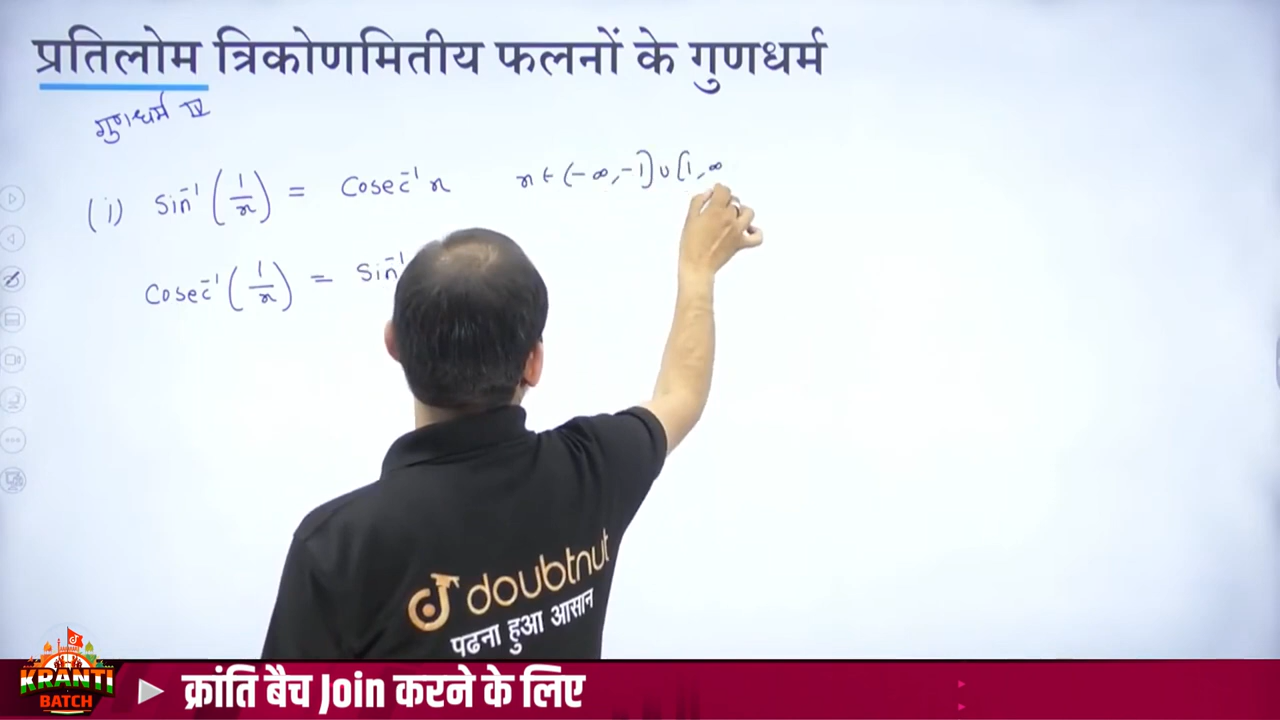 प्रतिलोम त्रिकोणमितीय फलनों के गुणधर्म
गुणधर्म IV
(i) Sin⁻¹(1/x) = Cosec⁻¹ x x ∈ (-∞, -1] ∪ [1, ∞
Cosec⁻¹(1/x) = Sin⁻¹
doubtnut
पढना हुआ आसान
KRANTI
BATCH
क्रांति बैच Join करने के लिए